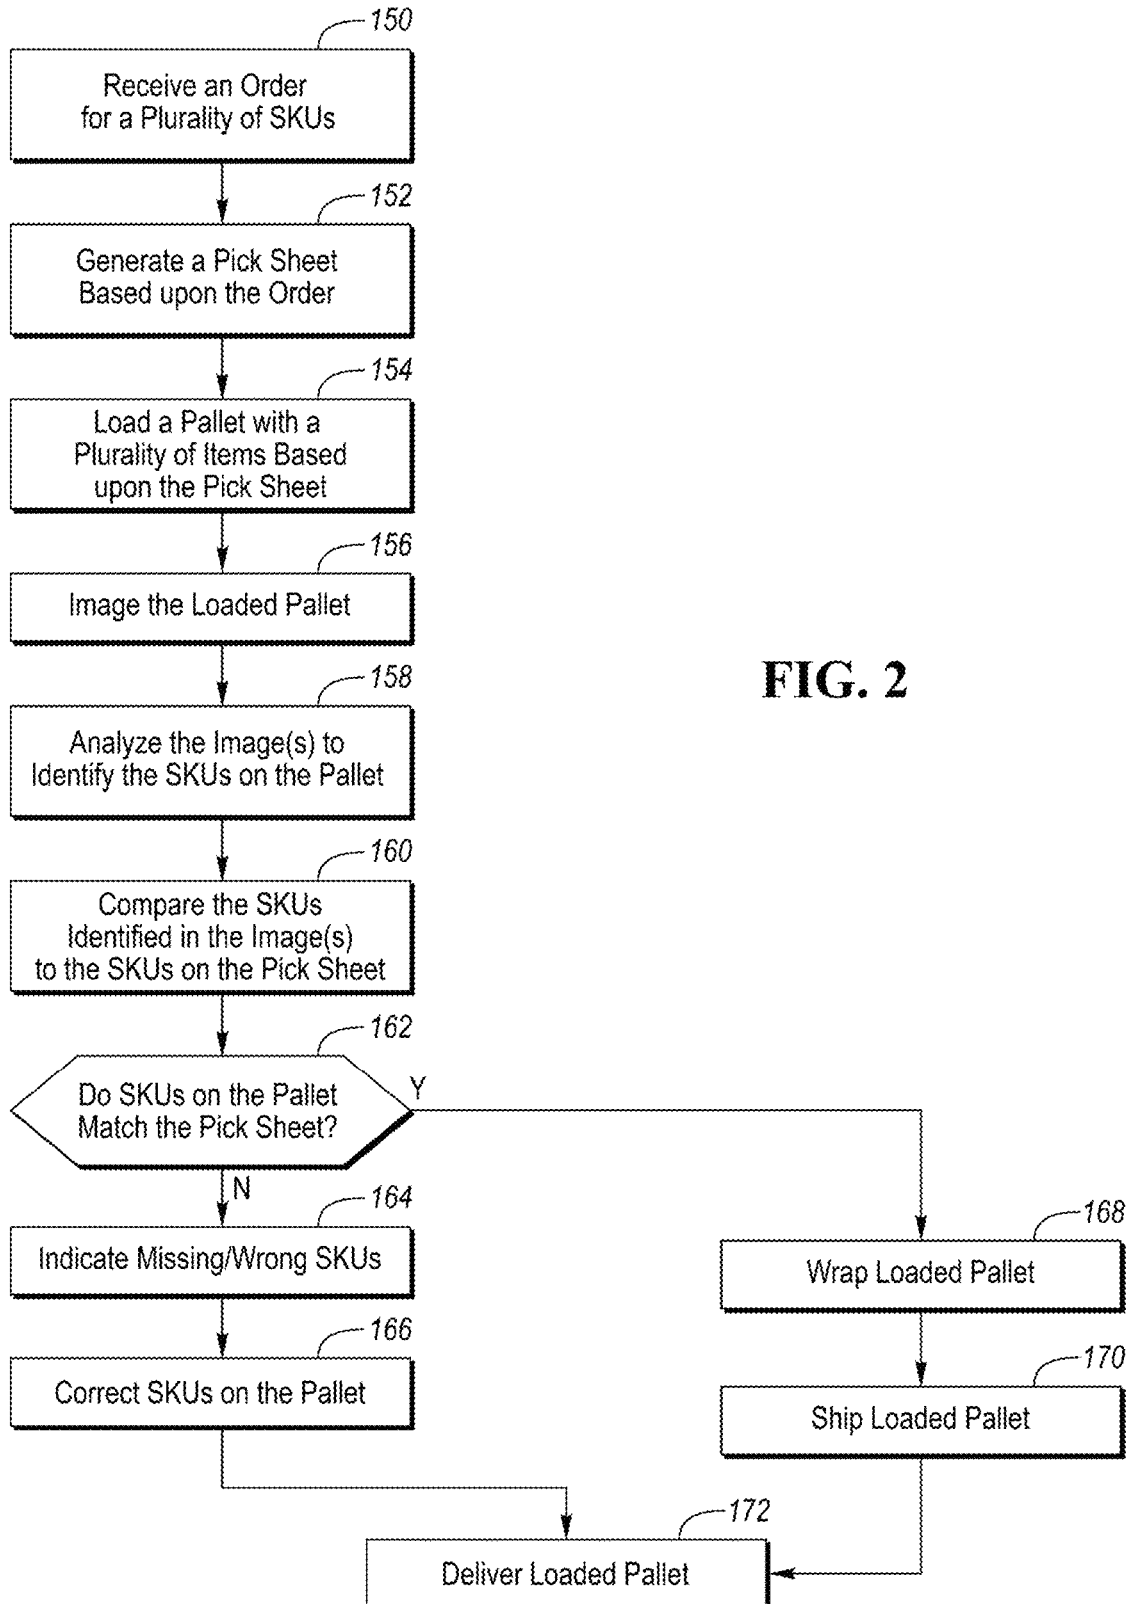 150
Receive an Order
for a Plurality of SKUs
152
Generate a Pick Sheet
Based upon the Order
154
Load a Pallet with a
Plurality of Items Based
upon the Pick Sheet
156
Image the Loaded Pallet
158
Analyze the Image(s) to
Identify the SKUs on the Pallet
FIG. 2
160
Compare the SKUs
Identified in the Image(s)
to the SKUs on the Pick Sheet
162
Do SKUs on the Pallet
Match the Pick Sheet?
Y
N
164
Indicate Missing/Wrong SKUs
166
Correct SKUs on the Pallet
168
Wrap Loaded Pallet
170
Ship Loaded Pallet
172
Deliver Loaded Pallet